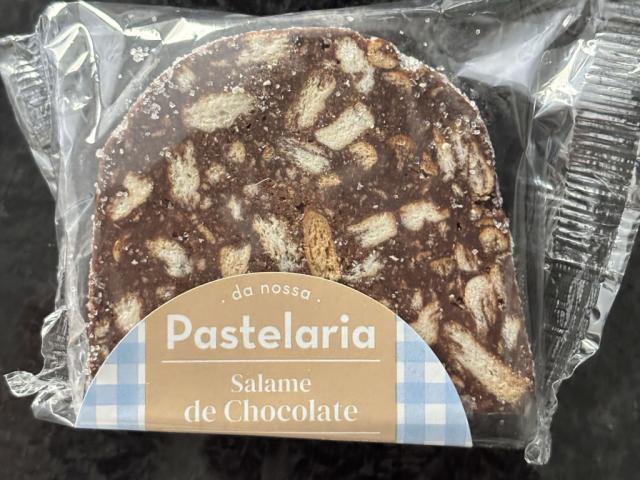 · da nossa ·
Pastelaria
Salame
de Chocolate